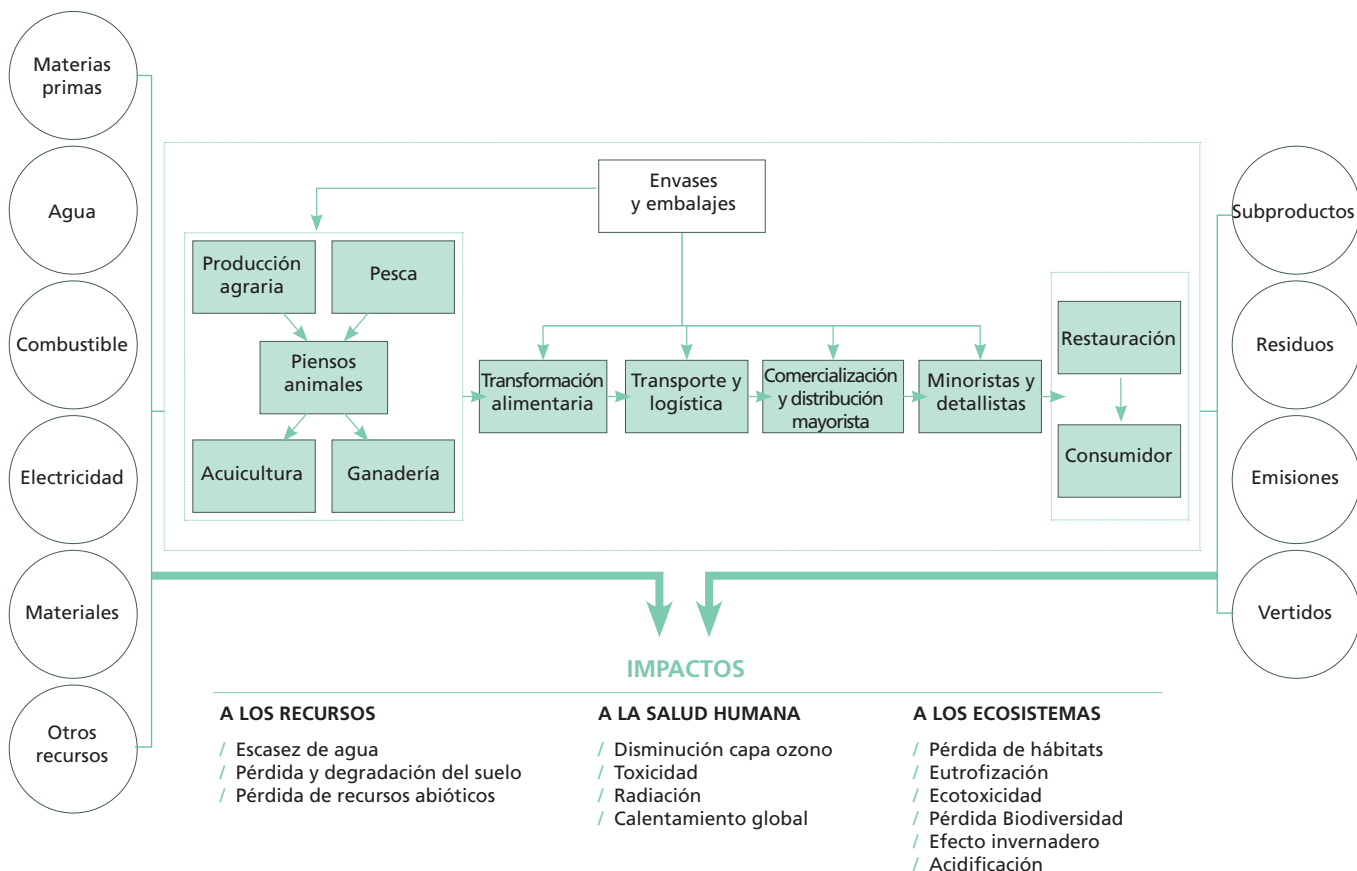 Materias
primas
Agua
Combustible
Electricidad
Materiales
Otros
recursos
Envases
y embalajes
Producción
agraria
Pesca
Piensos
animales
Acuicultura
Ganadería
Transformación
alimentaria
Transporte y
logística
Comercialización
y distribución
mayorista
Minoristas y
detallistas
Restauración
Consumidor
Subproductos
Residuos
Emisiones
Vertidos
IMPACTOS
A LOS RECURSOS
/ Escasez de agua
/ Pérdida y degradación del suelo
/ Pérdida de recursos abióticos
A LA SALUD HUMANA
/ Disminución capa ozono
/ Toxicidad
/ Radiación
/ Calentamiento global
A LOS ECOSISTEMAS
/ Pérdida de hábitats
/ Eutrofización
/ Ecotoxicidad
/ Pérdida Biodiversidad
/ Efecto invernadero
/ Acidificación